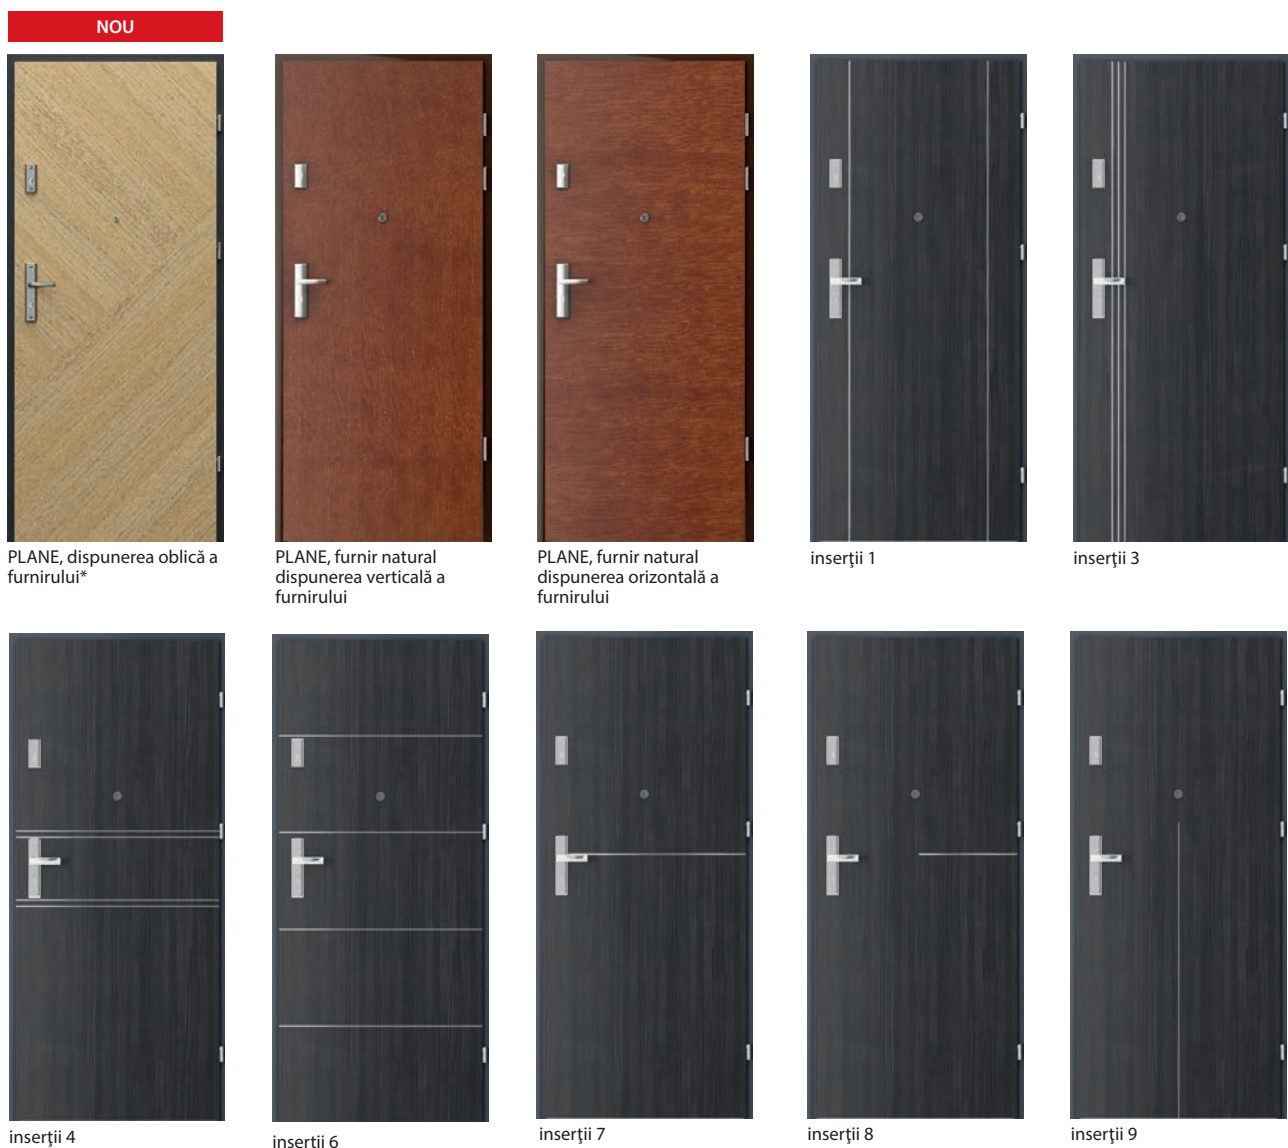 NOU
PLANE, dispunerea oblică a
furnirului*
PLANE, furnir natural
dispunerea verticală a
furnirului
PLANE, furnir natural
dispunerea orizontală a
furnirului
inserţii 1
inserţii 3
inserţii 4
inserţii 6
inserţii 7
inserţii 8
inserţii 9